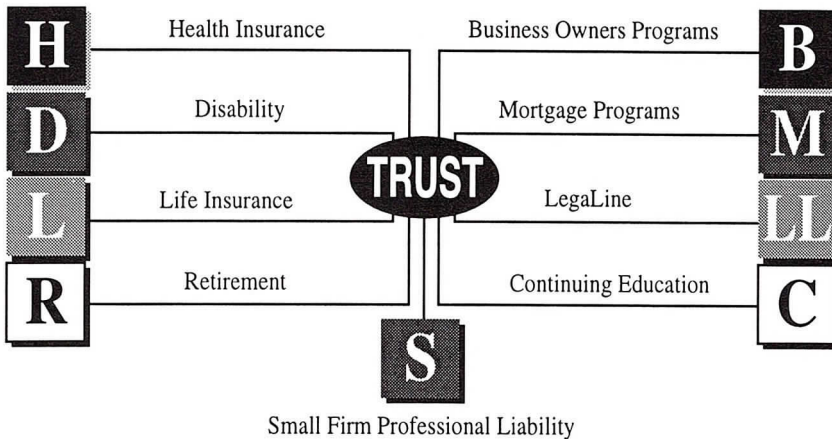 H Health Insurance Business Owners Programs B
D Disability Mortgage Programs M
TRUST
L Life Insurance LegaLine LL
R Retirement Continuing Education C
S
Small Firm Professional Liability